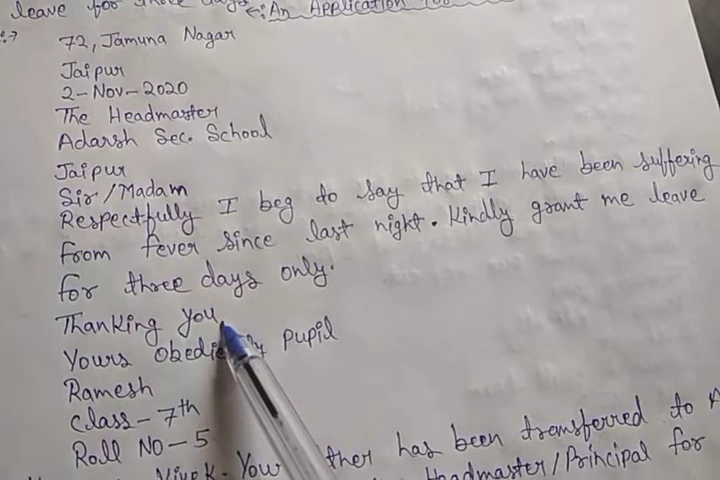 leave for three days An Application
72, Jamuna Nagar
Jaipur
2-Nov-2020
The Headmaster
Adarsh Sec. School
Jaipur
Sir/Madam
Respectfully I beg to say that I have been suffering
from fever since last night. Kindly grant me leave
for three days only.
Thanking you
Yours pupil
Ramesh
Class-7th
Roll No-5
has been transferred to
Vivek. Your Headmaster/Principal for